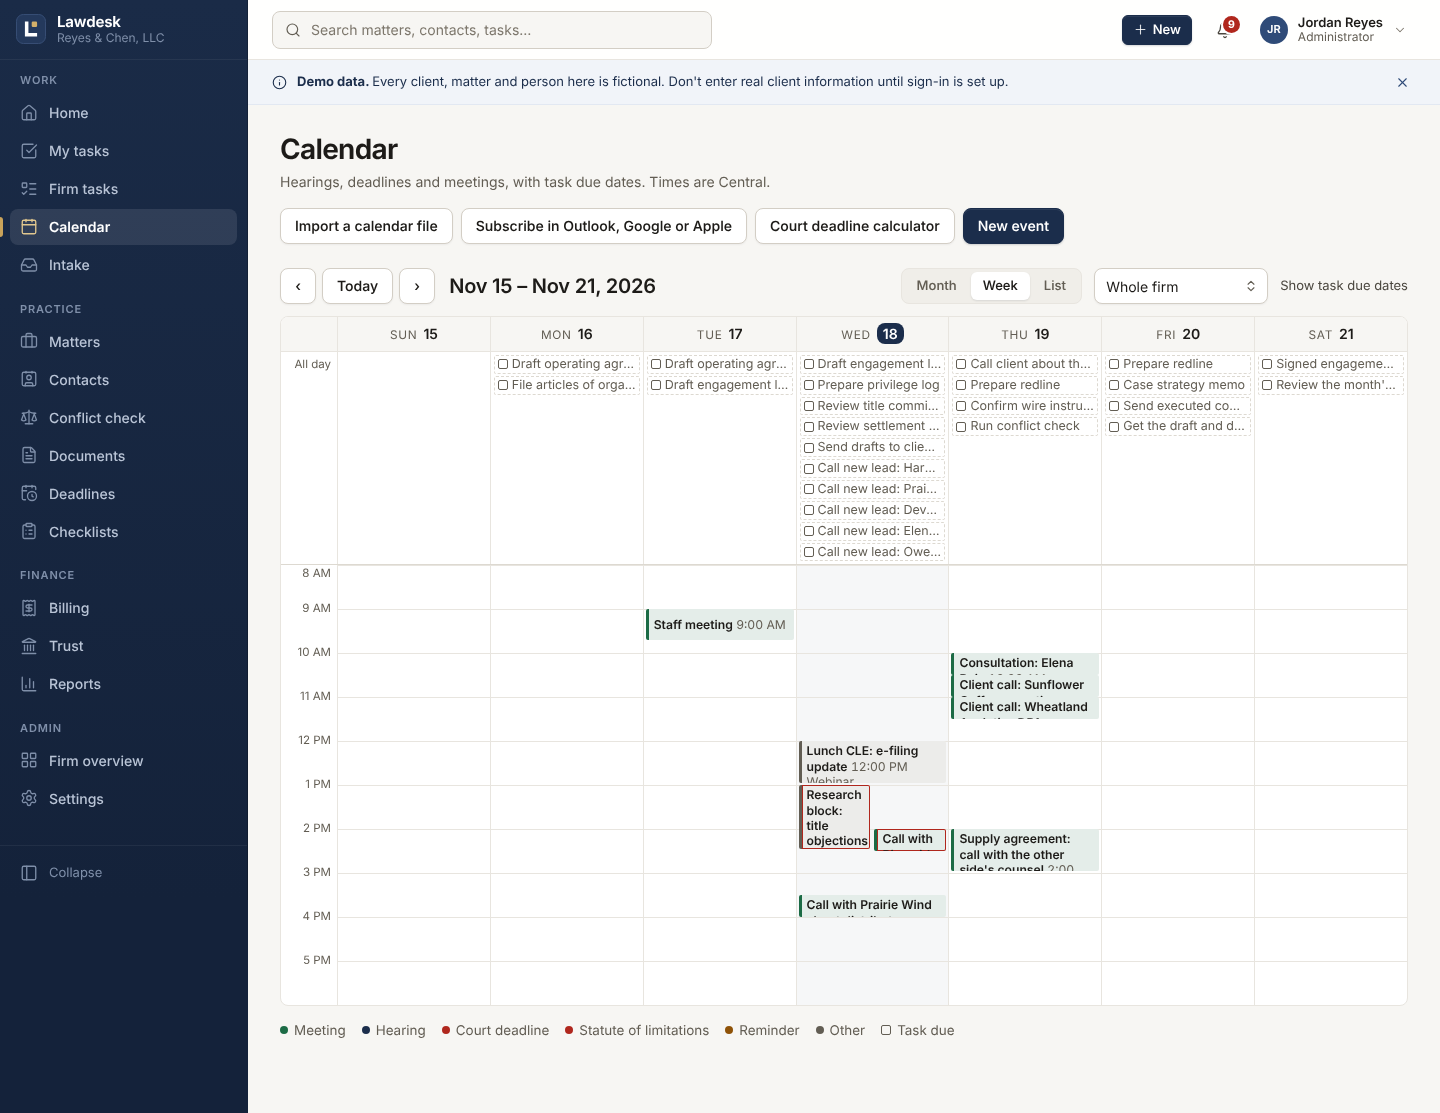 Lawdesk
Reyes & Chen, LLC
WORK
Home
My tasks
Firm tasks
Calendar
Intake
PRACTICE
Matters
Contacts
Conflict check
Documents
Deadlines
Checklists
FINANCE
Billing
Trust
Reports
ADMIN
Firm overview
Settings
Collapse
Search matters, contacts, tasks...
New
9
JR
Jordan Reyes
Administrator
Demo data. Every client, matter and person here is fictional. Don't enter real client information until sign-in is set up.
Calendar
Hearings, deadlines and meetings, with task due dates. Times are Central.
Import a calendar file
Subscribe in Outlook, Google or Apple
Court deadline calculator
New event
‹
Today
›
Nov 15 – Nov 21, 2026
Month
Week
List
Whole firm
Show task due dates
SUN 15
MON 16
TUE 17
WED 18
THU 19
FRI 20
SAT 21
All day
Draft operating agr...
File articles of orga...
Draft operating agr...
Draft engagement l...
Draft engagement l...
Prepare privilege log
Review title commi...
Review settlement ...
Send drafts to clie...
Call new lead: Har...
Call new lead: Prai...
Call new lead: Dev...
Call new lead: Elen...
Call new lead: Owe...
Call client about th...
Prepare redline
Confirm wire instru...
Run conflict check
Prepare redline
Case strategy memo
Send executed co...
Get the draft and d...
Signed engageme...
Review the month'...
8 AM
9 AM
10 AM
11 AM
12 PM
1 PM
2 PM
3 PM
4 PM
5 PM
Staff meeting 9:00 AM
Lunch CLE: e-filing
update 12:00 PM
Webinar
Research
block:
title
objections
Call with
Call with Prairie Wind
Consultation: Elena
Client call: Sunflower
Client call: Wheatland
Supply agreement:
call with the other
side's counsel 2:00
Meeting
Hearing
Court deadline
Statute of limitations
Reminder
Other
Task due